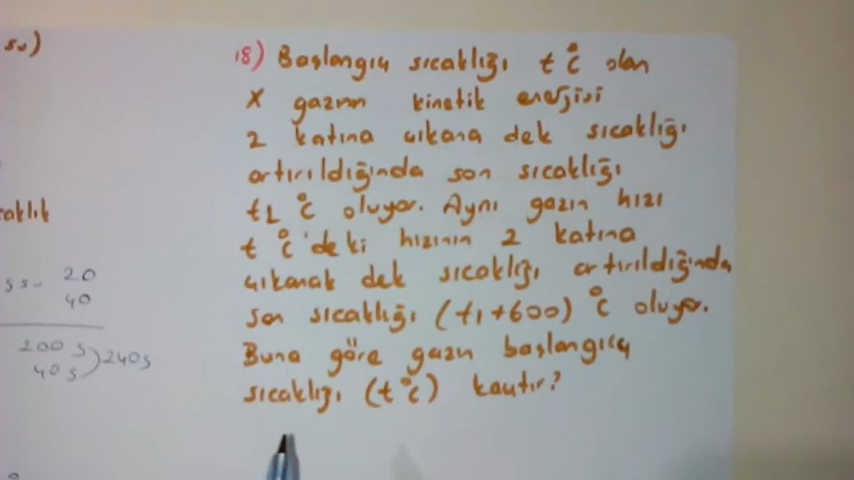 su)
18) Başlangıç sıcaklığı t °C olan
X gazının kinetik enerjisi
2 katına çıkana dek sıcaklığı
artırıldığında son sıcaklığı
t1 °C oluyor. Aynı gazın hızı
t °C'deki hızının 2 katına
çıkanak dek sıcaklığı artırıldığında
son sıcaklığı (t1+600) °C oluyor.
Buna göre gazın başlangıç
sıcaklığı (t °C) kaçtır?
caklık
20
40
200 s
40 s
240s